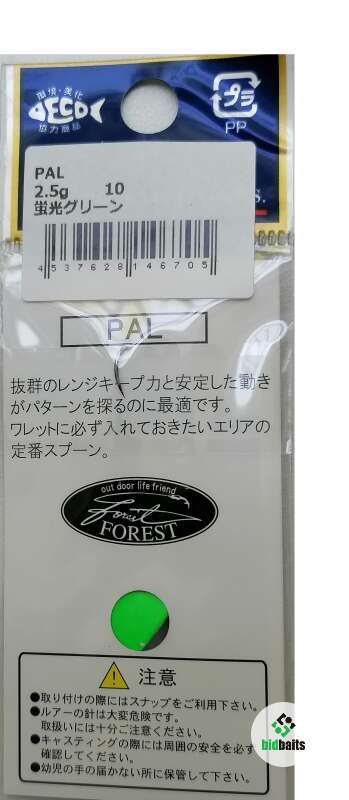 環境・美化
ECO
協力商品
プラ
PP
PAL
2.5g 10
蛍光グリーン
S.
4 537628 146705
PAL
抜群のレンジキープ力と安定した動き
がパターンを探るのに最適です。
ワレットに必ず入れておきたいエリアの
定番スプーン。
out door life friend
Forest
FOREST
注意
●取り付けの際にはスナップをご利用下さい。
●ルアーの針は大変危険です。
取扱いには十分ご注意ください。
●キャスティングの際には周囲の安全を必ず
確認してください。
●幼児の手の届かない所に保管して下さい。
bidbaits